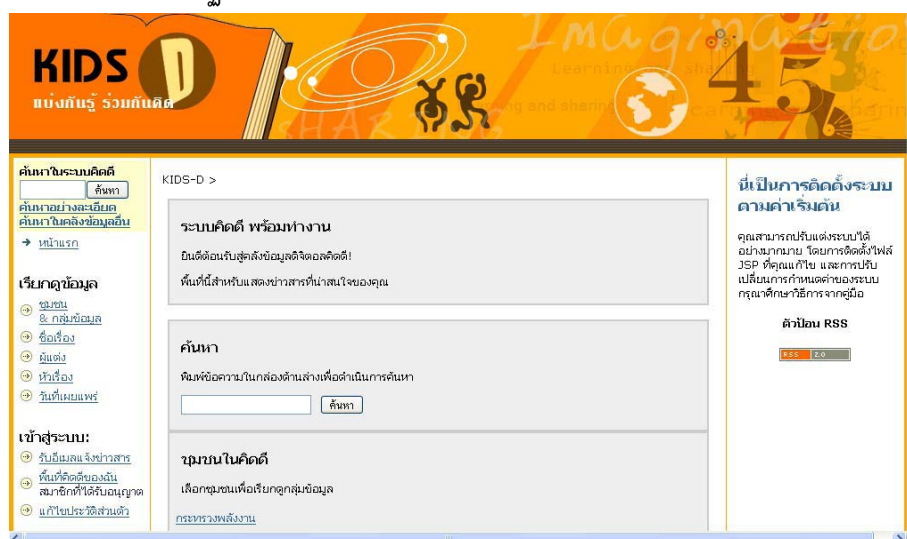 KIDS D
แบ่งกันรู้ ร่วมกันคิด
Imaginatio
Learning
SHARING
ค้นหาในระบบคิดดี
ค้นหา
ค้นหาอย่างละเอียด
ค้นหาในคลังข้อมูลอื่น
หน้าแรก
เรียกดูข้อมูล
ชุมชน
& กลุ่มข้อมูล
ชื่อเรื่อง
ผู้แต่ง
หัวเรื่อง
วันที่เผยแพร่
เข้าสู่ระบบ:
รับอีเมลแจ้งข่าวสาร
พื้นที่คิดดีของฉัน
สมาชิกที่ได้รับอนุญาต
แก้ไขประวัติส่วนตัว
KIDS-D >
ระบบคิดดี พร้อมทำงาน
ยินดีต้อนรับสู่คลังข้อมูลดิจิตอลคิดดี!
พื้นที่นี้สำหรับแสดงข่าวสารที่น่าสนใจของคุณ
ค้นหา
พิมพ์ข้อความในกล่องด้านล่างเพื่อดำเนินการค้นหา
ค้นหา
ชุมชนในคิดดี
เลือกชุมชนเพื่อเรียกดูกลุ่มข้อมูล
กระทรวงพลังงาน
นี่เป็นการติดตั้งระบบ
ตามค่าเริ่มต้น
คุณสามารถปรับแต่งระบบได้
อย่างมากมาย โดยการติดตั้งไฟล์
JSP ที่คุณแก้ไข และการปรับ
เปลี่ยนการกำหนดค่าของระบบ
กรุณาศึกษาวิธีการจากคู่มือ
ตัวป้อน RSS
RSS 2.0